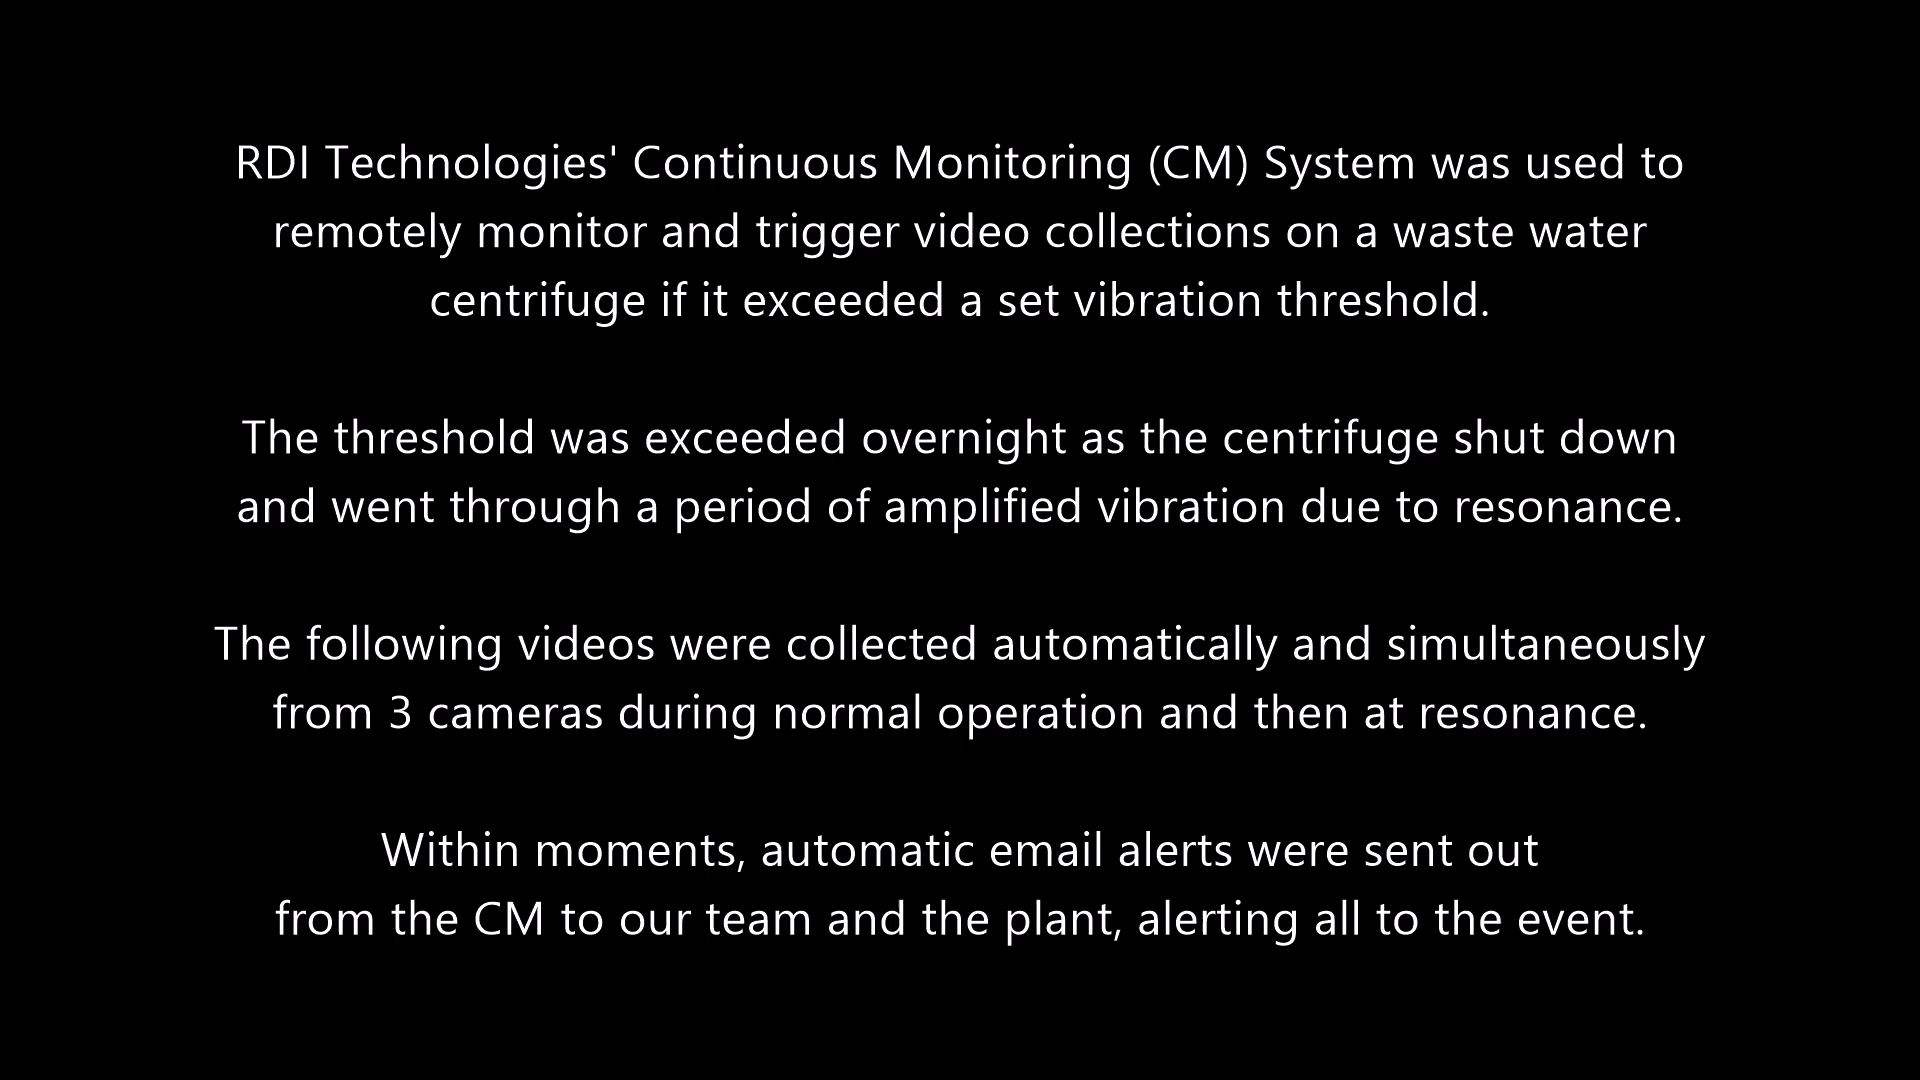 RDI Technologies' Continuous Monitoring (CM) System was used to
remotely monitor and trigger video collections on a waste water
centrifuge if it exceeded a set vibration threshold.
The threshold was exceeded overnight as the centrifuge shut down
and went through a period of amplified vibration due to resonance.
The following videos were collected automatically and simultaneously
from 3 cameras during normal operation and then at resonance.
Within moments, automatic email alerts were sent out
from the CM to our team and the plant, alerting all to the event.